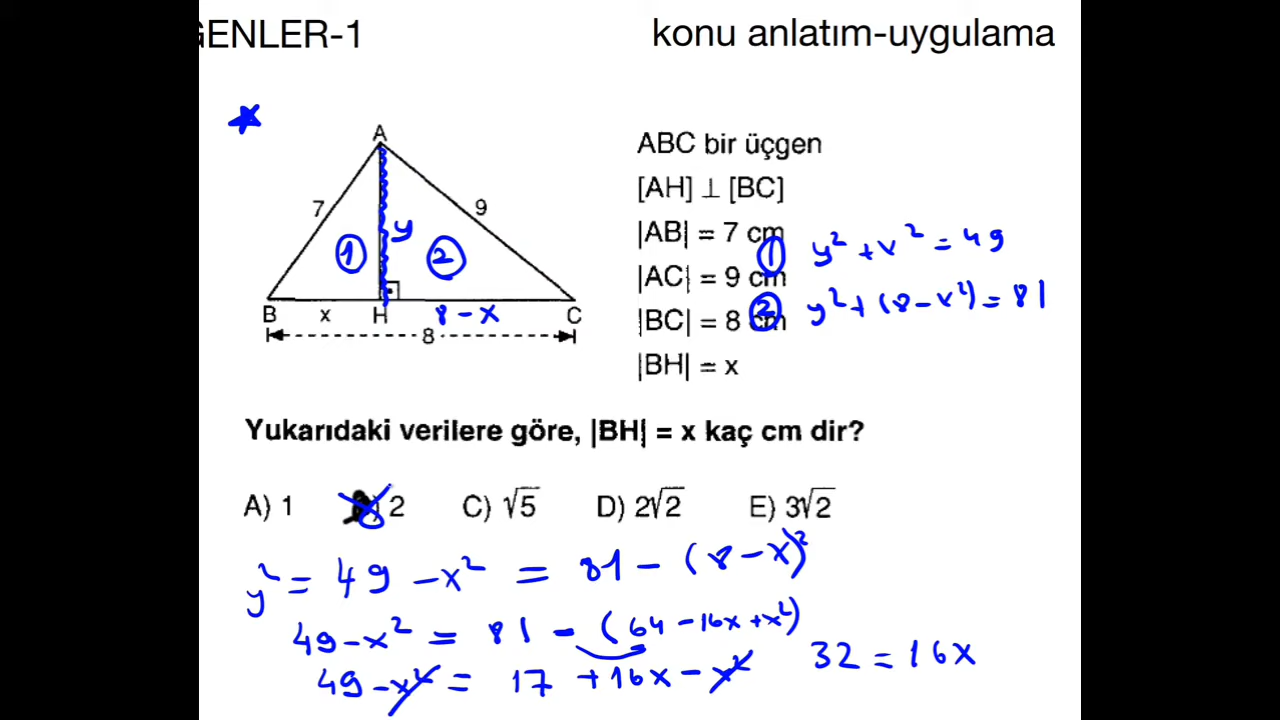 GENLER-1
konu anlatım-uygulama
A
7
9
y
1
2
B
x
H
8-x
C
8
ABC bir üçgen
[AH] ⊥ [BC]
|AB| = 7 cm
|AC| = 9 cm
|BC| = 8 cm
|BH| = x
① y² + x² = 49
② y² + (8-x²) = 81
Yukarıdaki verilere göre, |BH| = x kaç cm dir?
A) 1 B) 2 C) √5 D) 2√2 E) 3√2
y² = 49 - x² = 81 - (8-x)²
49-x² = 81 - (64 - 16x + x²)
49-x² = 17 + 16x - x²
32 = 16x